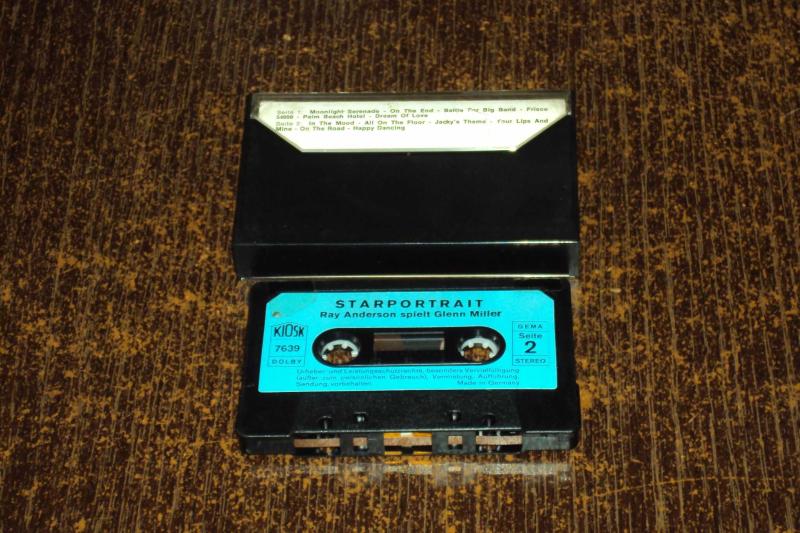 Seite 1: Moonlight Serenade - On The End - Battle For Big Band - Frisco
54669 - Palm Beach Hotel - Dream Of Love
Seite 2: In The Mood - All On The Floor - Jacky's Theme - Your Lips And
Mine - On The Road - Happy Dancing
STARPORTRAIT
Ray Anderson spielt Glenn Miller
KIOSK
7639
DOLBY
GEMA
Seite
2
STEREO
Urheber- und Leistungsschutzrechte, besonders Vervielfältigung
(außer zum persönlichen Gebrauch), Vermietung, Aufführung,
Sendung, vorbehalten.
Made in Germany